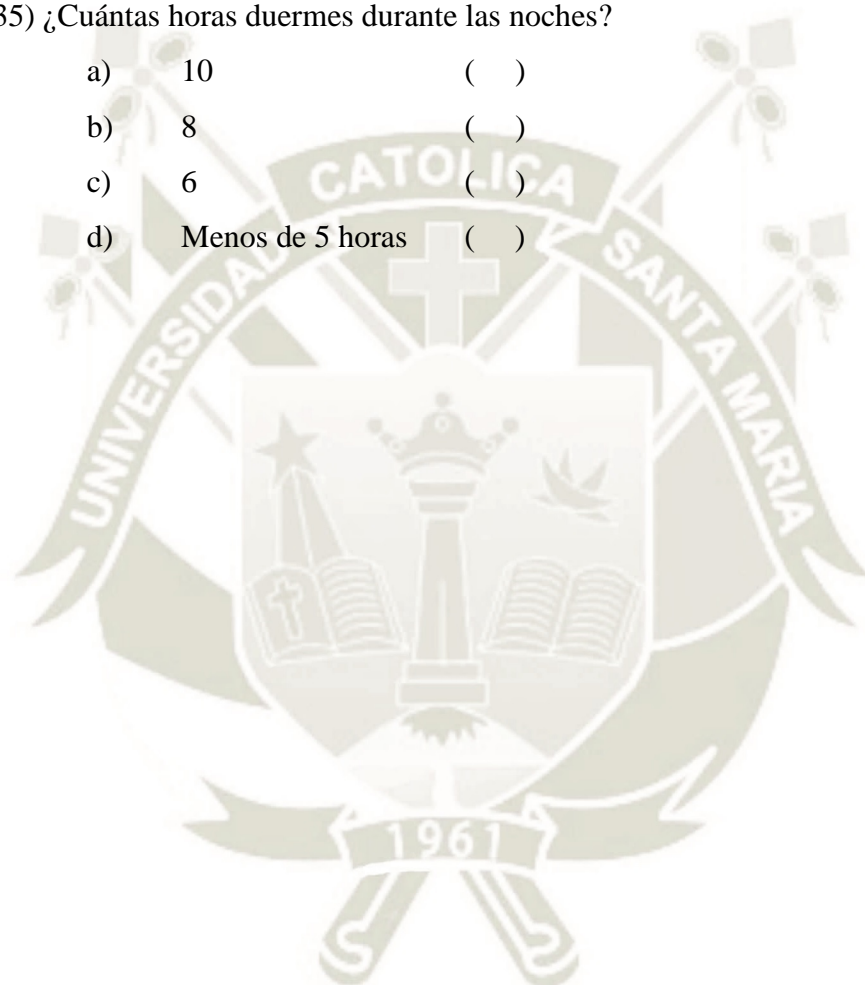 35) ¿Cuántas horas duermes durante las noches?
a) 10 ( )
b) 8 ( )
c) 6 ( )
d) Menos de 5 horas ( )
UNIVERSIDAD CATOLICA SANTA MARIA
1961